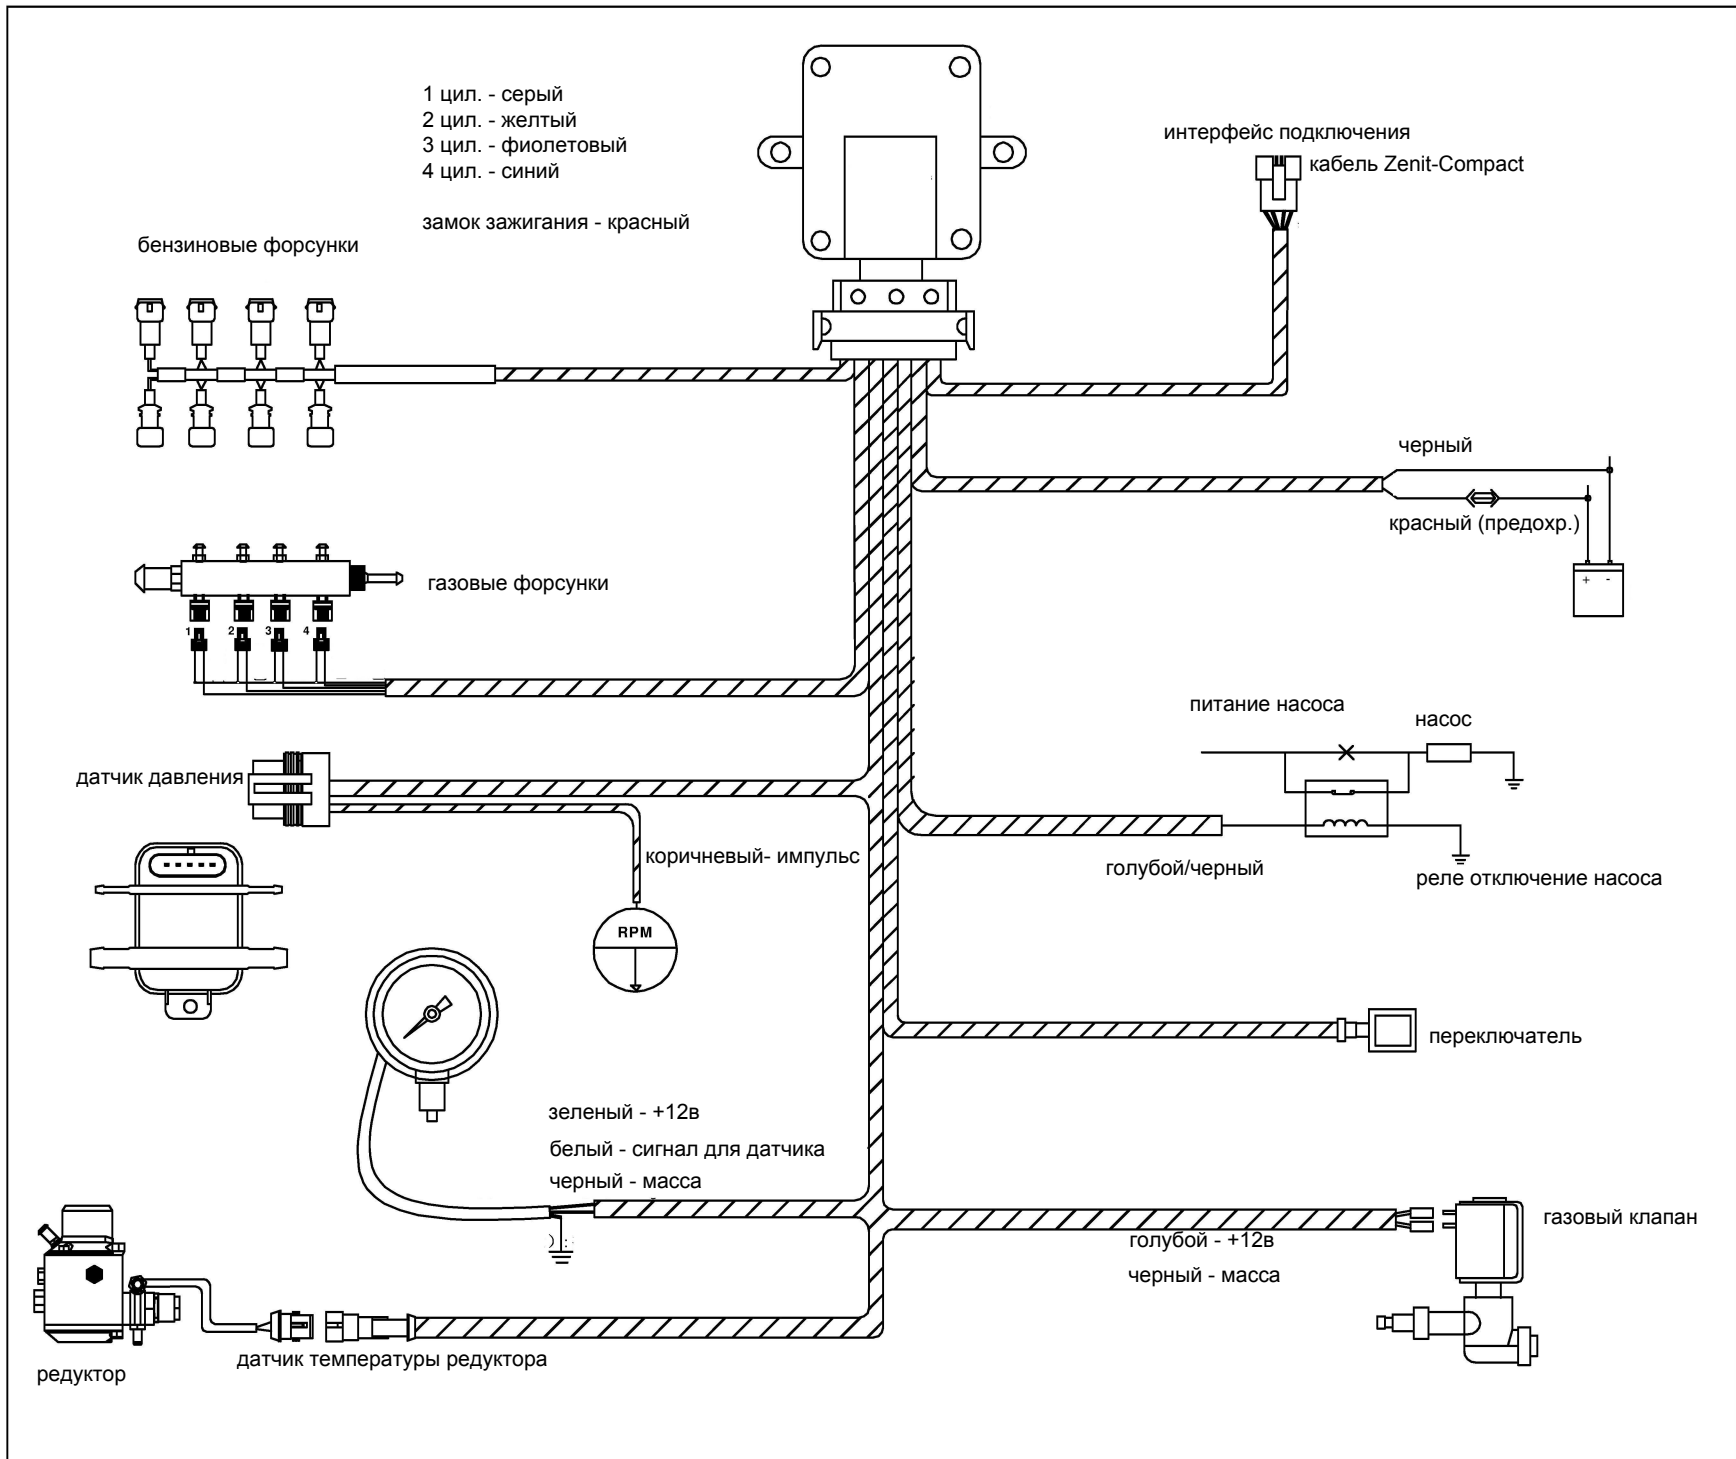 1 цил. - серый
2 цил. - желтый
3 цил. - фиолетовый
4 цил. - синий
замок зажигания - красный
интерфейс подключения
кабель Zenit-Compact
бензиновые форсунки
черный
красный (предохр.)
+ -
газовые форсунки
1 2 3 4
питание насоса
насос
датчик давления
коричневый- импульс
голубой/черный
реле отключение насоса
RPM
переключатель
зеленый - +12в
белый - сигнал для датчика
черный - масса
газовый клапан
голубой - +12в
черный - масса
датчик температуры редуктора
редуктор